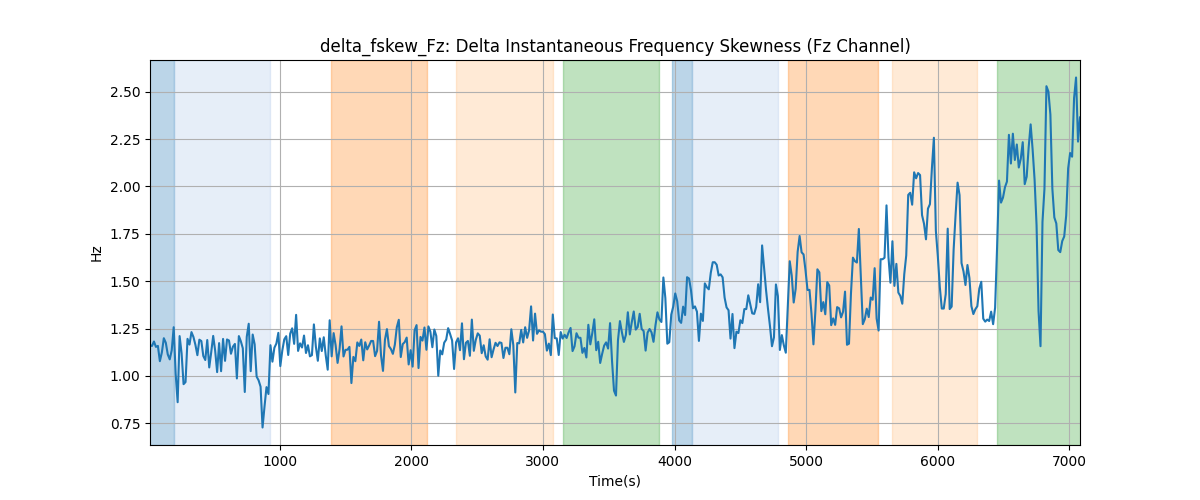 delta_fskew_Fz: Delta Instantaneous Frequency Skewness (Fz Channel)
2.50
2.25
2.00
1.75
1.50
1.25
1.00
0.75
Hz
1000 2000 3000 4000 5000 6000 7000
Time(s)